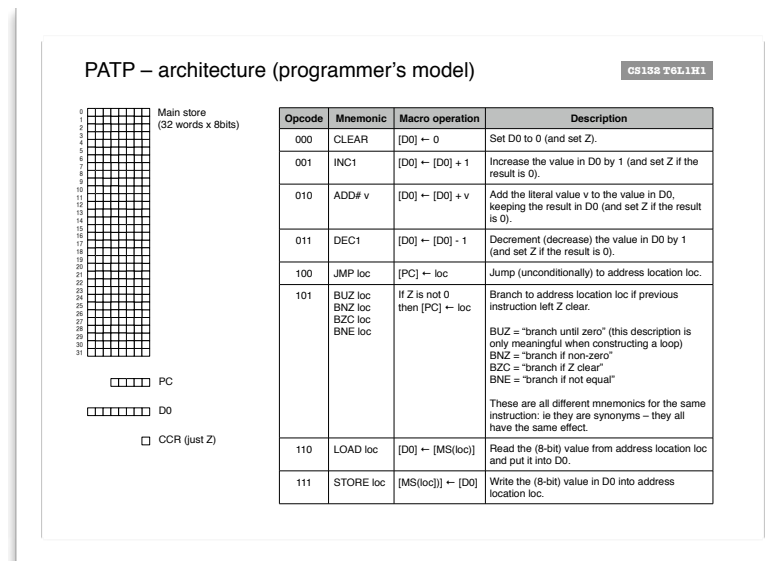 PATP – architecture (programmer's model)
CS132 T6L1H1
Main store
(32 words x 8bits)
0
1
2
3
4
5
6
7
8
9
10
11
12
13
14
15
16
17
18
19
20
21
22
23
24
25
26
27
28
29
30
31
PC
D0
CCR (just Z)
Opcode Mnemonic Macro operation Description
000 CLEAR [D0] ← 0 Set D0 to 0 (and set Z).
001 INC1 [D0] ← [D0] + 1 Increase the value in D0 by 1 (and set Z if the
result is 0).
010 ADD# v [D0] ← [D0] + v Add the literal value v to the value in D0,
keeping the result in D0 (and set Z if the result
is 0).
011 DEC1 [D0] ← [D0] - 1 Decrement (decrease) the value in D0 by 1
(and set Z if the result is 0).
100 JMP loc [PC] ← loc Jump (unconditionally) to address location loc.
101 BUZ loc If Z is not 0 Branch to address location loc if previous
BNZ loc then [PC] ← loc instruction left Z clear.
BZC loc
BNE loc BUZ = "branch until zero" (this description is
only meaningful when constructing a loop)
BNZ = "branch if non-zero"
BZC = "branch if Z clear"
BNE = "branch if not equal"
These are all different mnemonics for the same
instruction: ie they are synonyms – they all
have the same effect.
110 LOAD loc [D0] ← [MS(loc)] Read the (8-bit) value from address location loc
and put it into D0.
111 STORE loc [MS(loc))] ← [D0] Write the (8-bit) value in D0 into address
location loc.